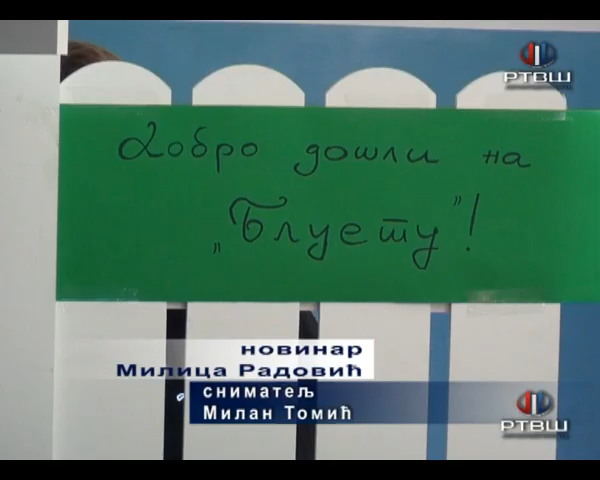 РТВШ
Добро дошли на
„Блуету”!
новинар
Милица Радовић
сниматељ
Милан Томић
РТВШ